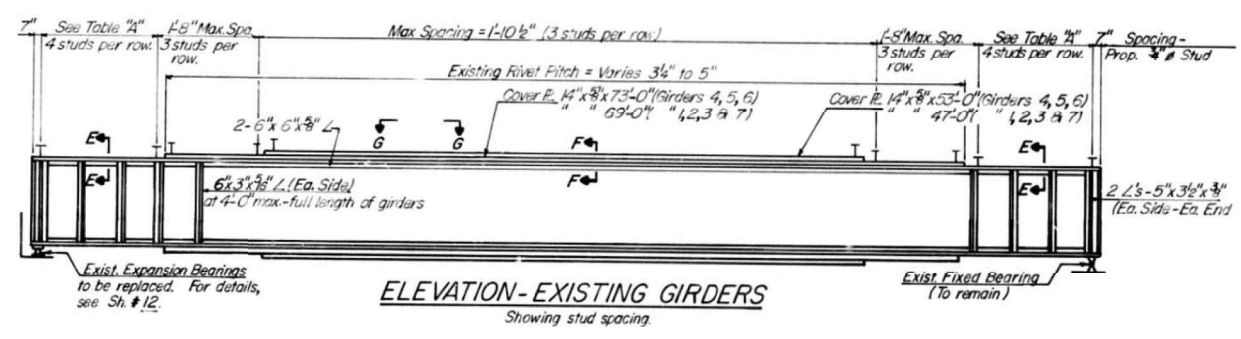 7" See Table "A" 1'-8" Max. Spa. Max Spacing = 1'-10½" (3 studs per row) 1'-8" Max. Spa. See Table "A" 7" Spacing-
4 studs per row. 3 studs per row. 3 studs per row. 4 studs per row. Prop. ¾" ø Stud
Existing Rivet Pitch = Varies 3¼" to 5"
Cover ℙ 14"x⅝"x73'-0" (Girders 4, 5, 6)
" " 69'-0" ( " 1,2,3 & 7)
Cover ℙ 14"x⅝"x53'-0" (Girders 4, 5, 6)
" " 47'-0" ( " 1,2,3 & 7)
2-6"x6"x⅝" ∠
E G G F E
E F E
6"x3"x5/16" ∠ (Ea. Side)
at 4'-0" max.-full length of girders
2 ∠'s-5"x3½"x⅜"
(Ea. Side-Ea. End
Exist. Expansion Bearings
to be replaced. For details,
see Sh. #12.
Exist. Fixed Bearing
(To remain)
ELEVATION-EXISTING GIRDERS
Showing stud spacing.